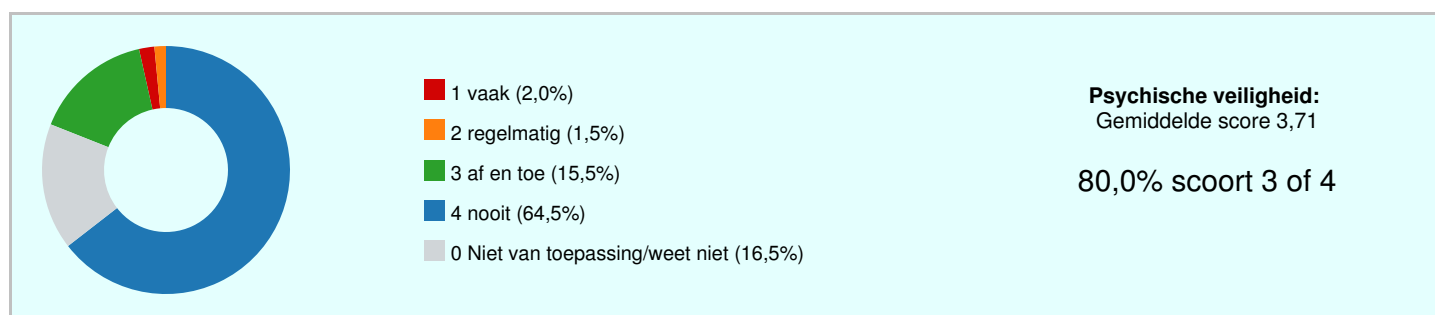 1 vaak (2,0%)
2 regelmatig (1,5%)
3 af en toe (15,5%)
4 nooit (64,5%)
0 Niet van toepassing/weet niet (16,5%)
Psychische veiligheid:
Gemiddelde score 3,71
80,0% scoort 3 of 4